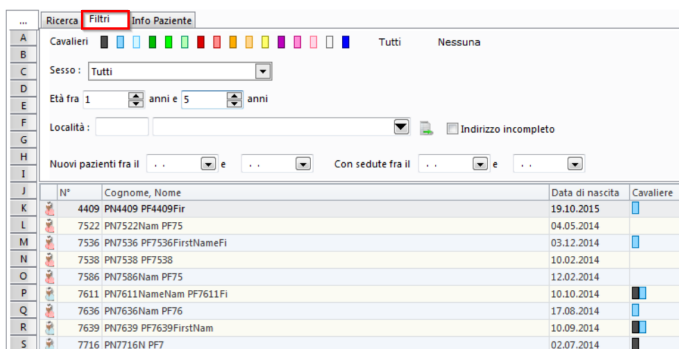 ... Ricerca Filtri Info Paziente
A Cavalieri Tutti Nessuna
B
C Sesso : Tutti
D
E Età fra 1 anni e 5 anni
F Località : Indirizzo incompleto
G
H Nuovi pazienti fra il . . e . . Con sedute fra il . . e . .
I
J N° Cognome, Nome Data di nascita Cavaliere
K 4409 PN4409 PF4409Fir 19.10.2015
L 7522 PN7522Nam PF75 04.05.2014
M 7536 PN7536 PF7536FirstNameFi 03.12.2014
N 7538 PN7538 PF7538 10.02.2014
O 7586 PN7586Nam PF75 12.02.2014
P 7611 PN7611NameNam PF7611Fi 10.10.2014
Q 7636 PN7636Nam PF76 17.08.2014
R 7639 PN7639 PF7639FirstNam 10.09.2014
S 7716 PN7716N PF7 02.07.2014